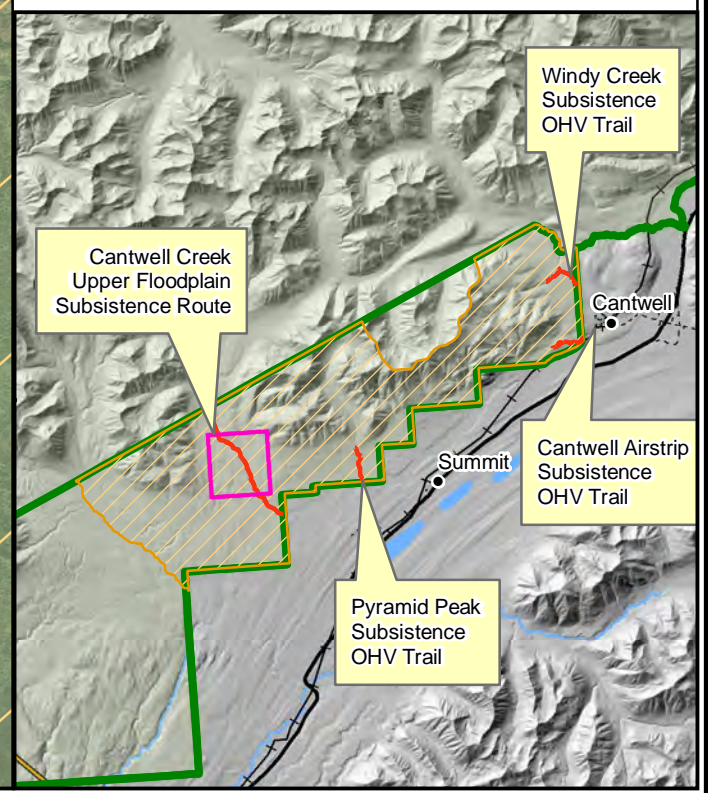 Windy Creek
Subsistence
OHV Trail
Cantwell Creek
Upper Floodplain
Subsistence Route
Cantwell
Summit
Cantwell Airstrip
Subsistence
OHV Trail
Pyramid Peak
Subsistence
OHV Trail